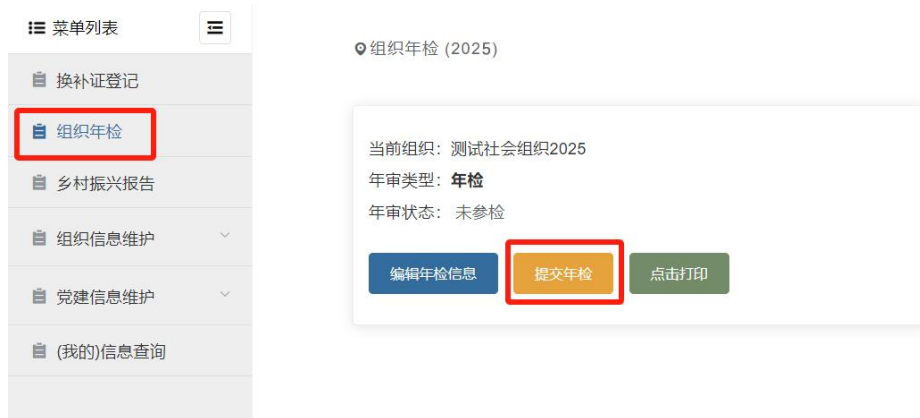 菜单列表
换补证登记
组织年检
乡村振兴报告
组织信息维护
党建信息维护
(我的)信息查询
组织年检 (2025)
当前组织：测试社会组织2025
年审类型：年检
年审状态： 未参检
编辑年检信息
提交年检
点击打印